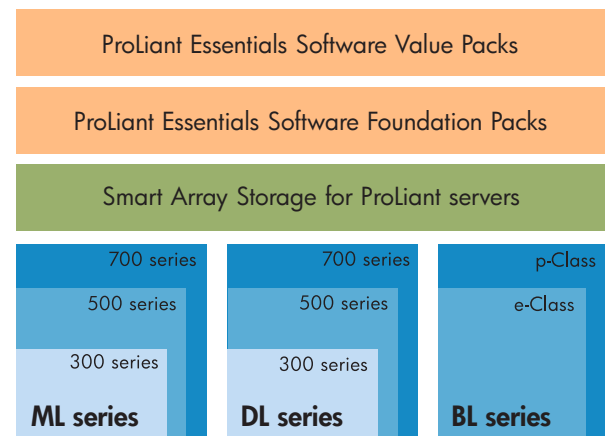 ProLiant Essentials Software Value Packs
ProLiant Essentials Software Foundation Packs
Smart Array Storage for ProLiant servers
700 series
500 series
300 series
ML series
700 series
500 series
300 series
DL series
p-Class
e-Class
BL series